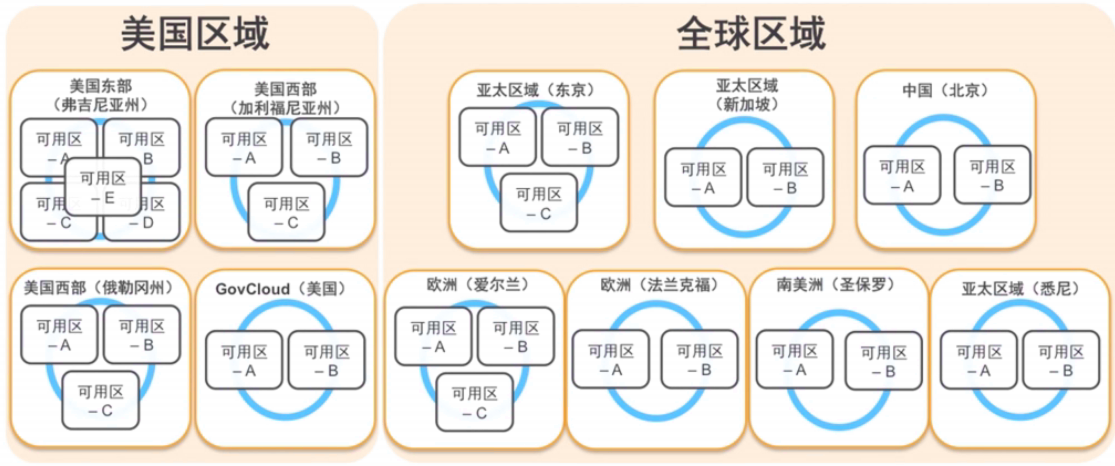 美国区域
美国东部
（弗吉尼亚州）
可用区
– A
可用区
– B
可用区
– E
可用区
– C
可用区
– D
美国西部
（加利福尼亚州）
可用区
– A
可用区
– B
可用区
– C
美国西部（俄勒冈州）
可用区
– A
可用区
– B
可用区
– C
GovCloud（美国）
可用区
– A
可用区
– B
全球区域
亚太区域（东京）
可用区
– A
可用区
– B
可用区
– C
亚太区域
（新加坡）
可用区
– A
可用区
– B
中国（北京）
可用区
– A
可用区
– B
欧洲（爱尔兰）
可用区
– A
可用区
– B
可用区
– C
欧洲（法兰克福）
可用区
– A
可用区
– B
南美洲（圣保罗）
可用区
– A
可用区
– B
亚太区域（悉尼）
可用区
– A
可用区
– B